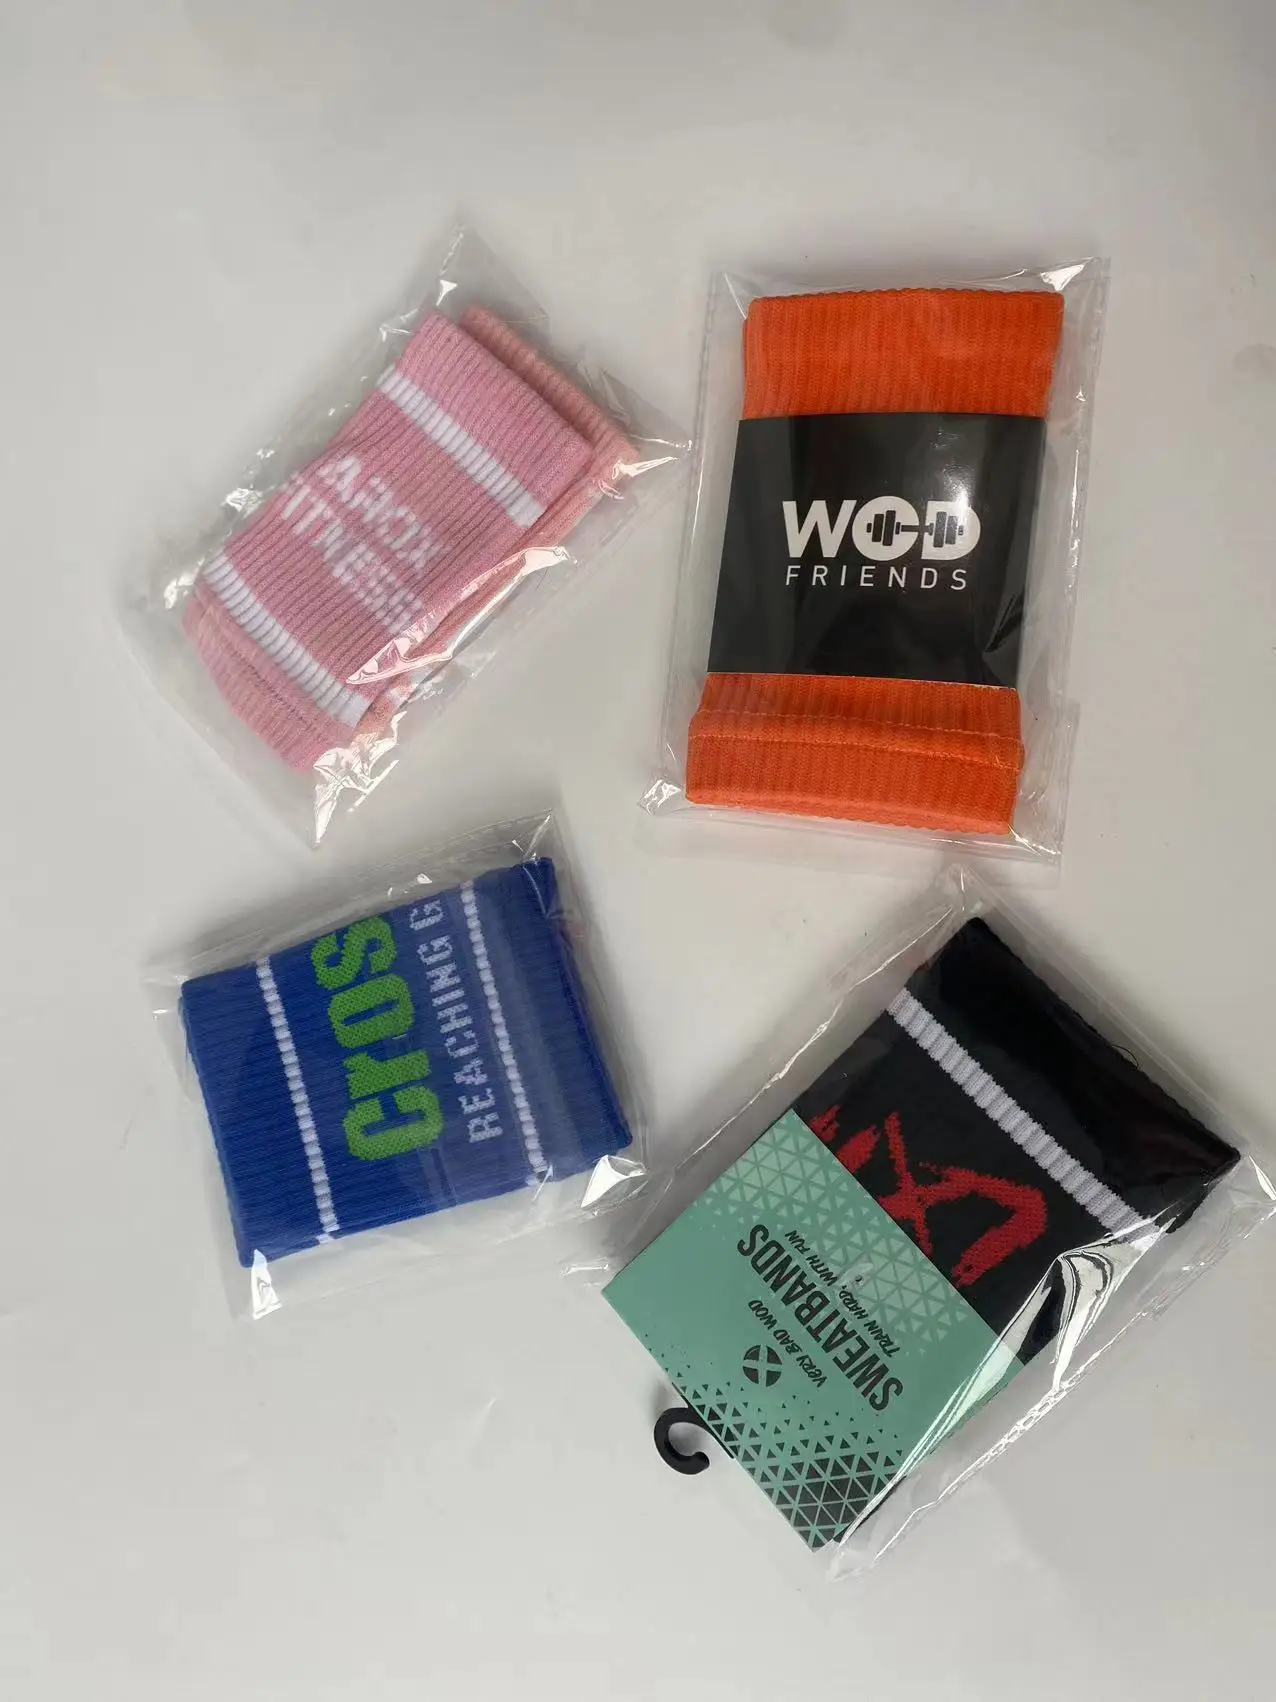 WOD
FRIENDS
Cros
REACHING G
VERY BAD WOD
SWEATBANDS
TRAIN HARD, WITH FUN